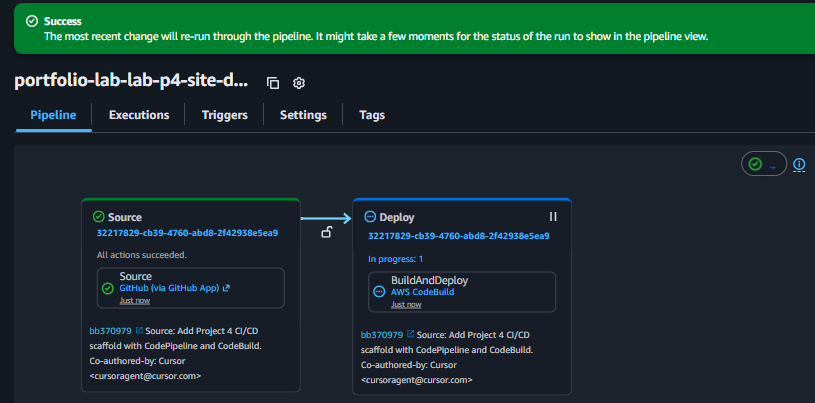 Success
The most recent change will re-run through the pipeline. It might take a few moments for the status of the run to show in the pipeline view.
portfolio-lab-lab-p4-site-d...
Pipeline
Executions
Triggers
Settings
Tags
Source
32217829-cb39-4760-abd8-2f42938e5ea9
All actions succeeded.
Source
GitHub (via GitHub App)
Just now
bb370979 Source: Add Project 4 CI/CD
scaffold with CodePipeline and CodeBuild.
Co-authored-by: Cursor
<cursoragent@cursor.com>
Deploy
32217829-cb39-4760-abd8-2f42938e5ea9
In progress: 1
BuildAndDeploy
AWS CodeBuild
Just now
bb370979 Source: Add Project 4 CI/CD
scaffold with CodePipeline and CodeBuild.
Co-authored-by: Cursor
<cursoragent@cursor.com>